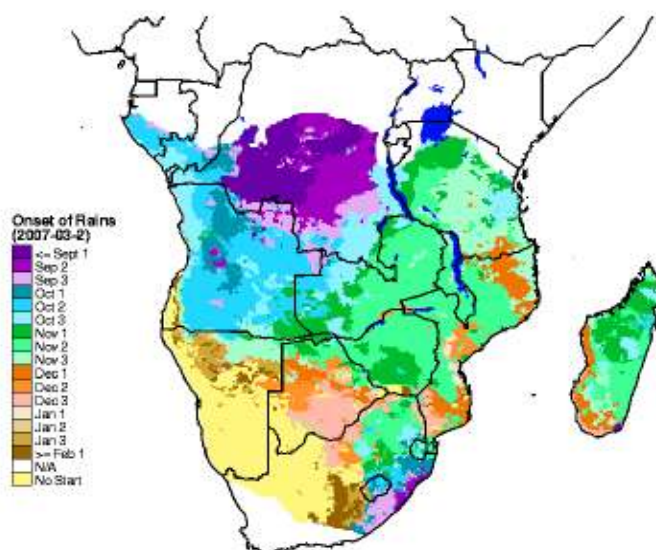 Onset of Rains
(2007-03-2)
<= Sept 1
Sep 2
Sep 3
Oct 1
Oct 2
Oct 3
Nov 1
Nov 2
Nov 3
Dec 1
Dec 2
Dec 3
Jan 1
Jan 2
Jan 3
>= Feb 1
N/A
No Start